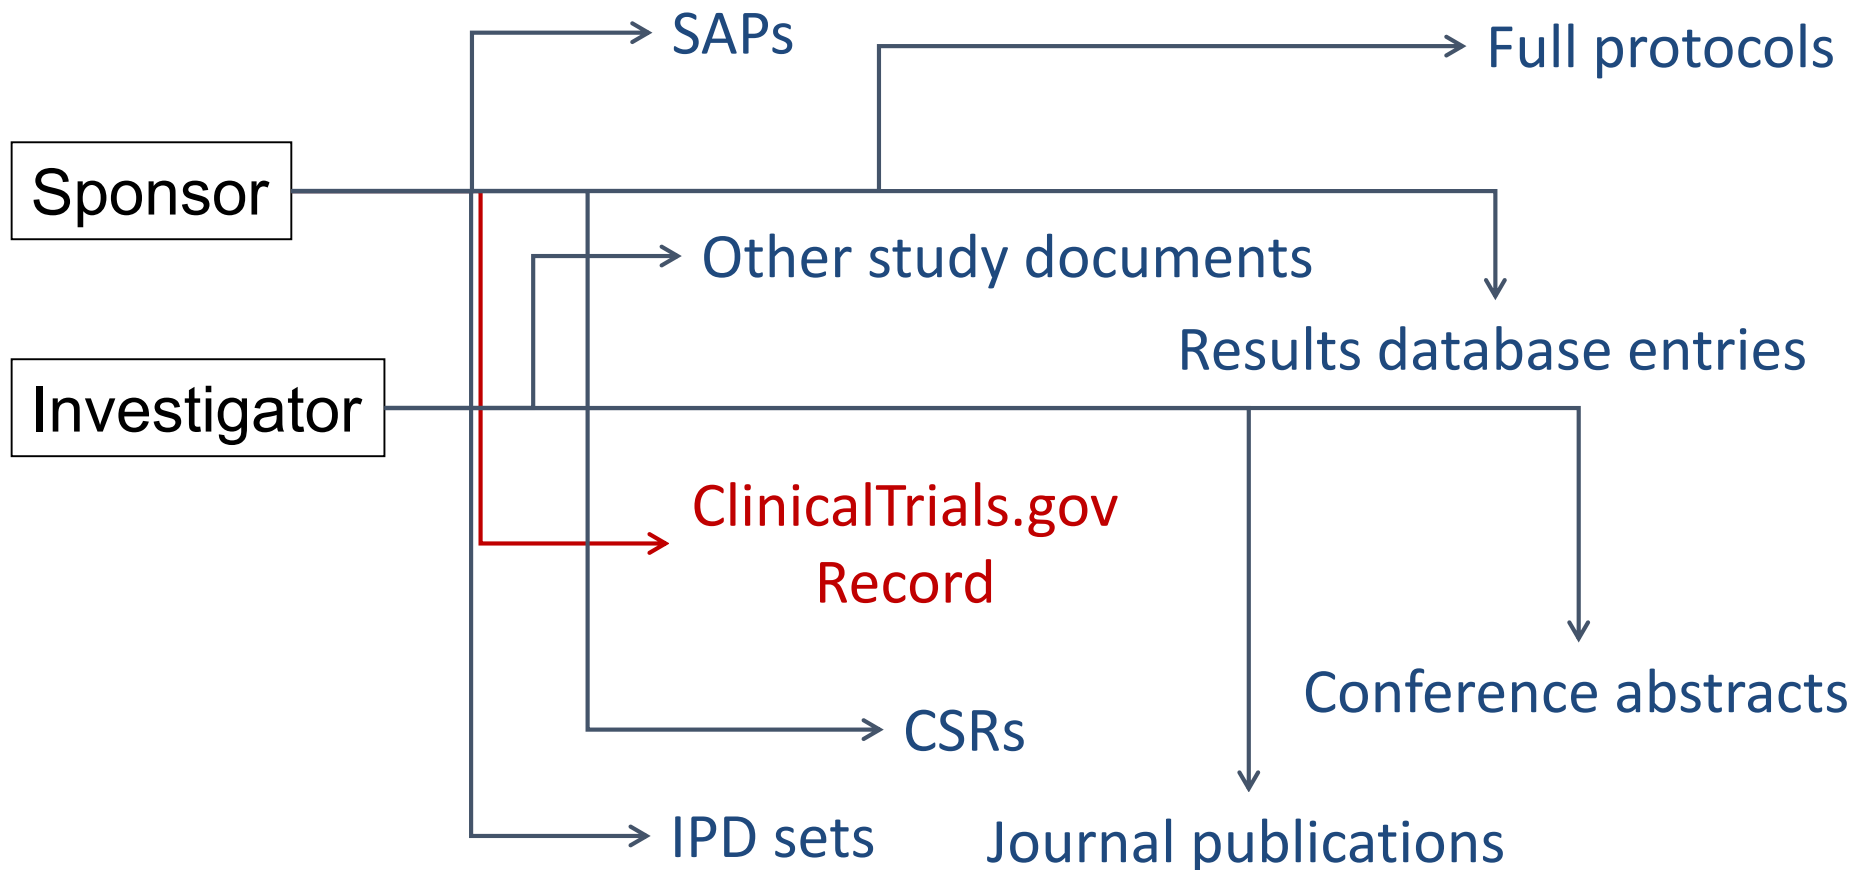 SAPs
Full protocols
Sponsor
Other study documents
Results database entries
Investigator
ClinicalTrials.gov
Record
Conference abstracts
CSRs
IPD sets
Journal publications